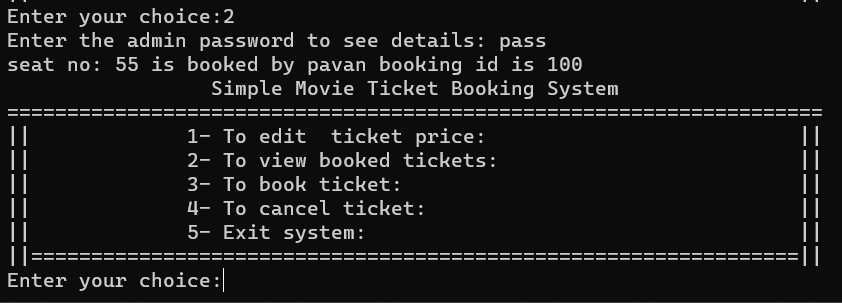 Enter your choice:2
Enter the admin password to see details: pass
seat no: 55 is booked by pavan booking id is 100
Simple Movie Ticket Booking System
====================================================================
|| 1- To edit  ticket price: ||
|| 2- To view booked tickets: ||
|| 3- To book ticket: ||
|| 4- To cancel ticket: ||
|| 5- Exit system: ||
||================================================================||
Enter your choice: